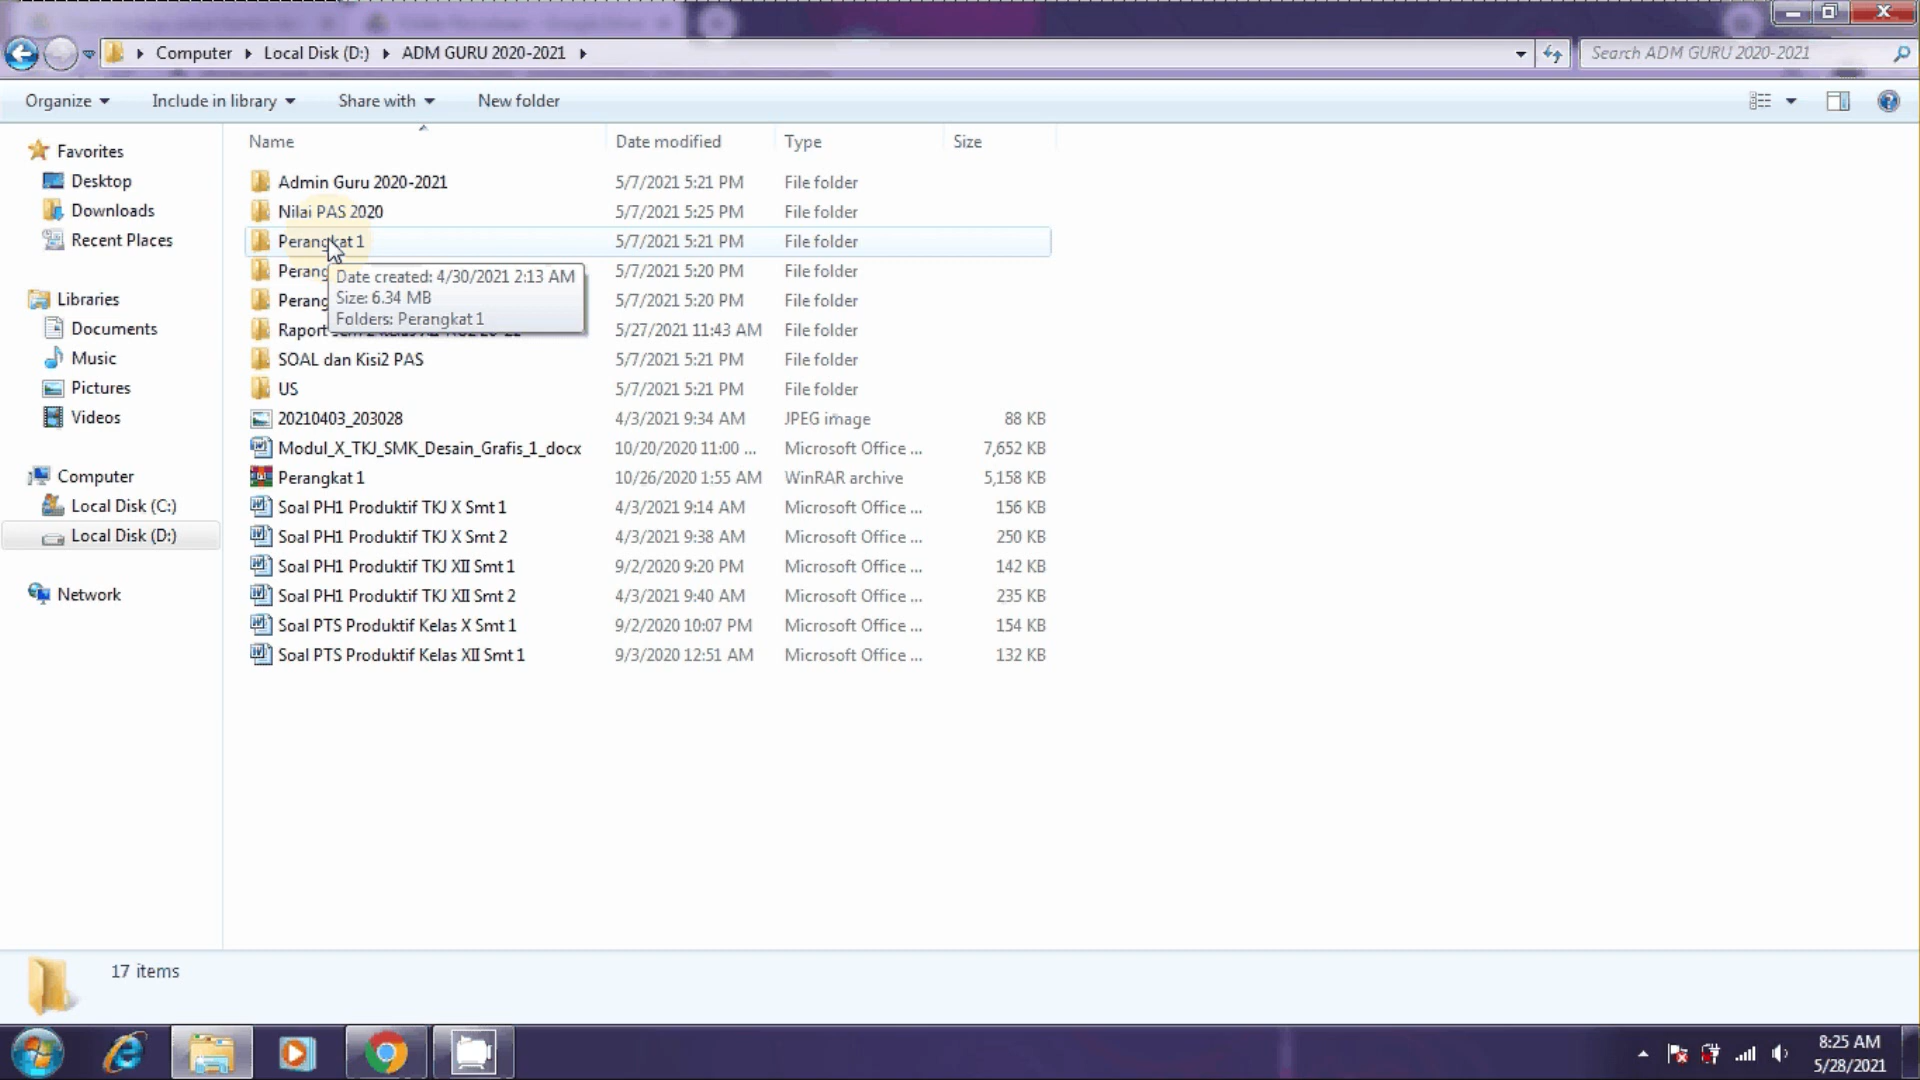 Computer Local Disk (D:) ADM GURU 2020-2021
Search ADM GURU 2020-2021
Organize Include in library Share with New folder
Name Date modified Type Size
Favorites
Desktop
Downloads
Recent Places
Libraries
Documents
Music
Pictures
Videos
Computer
Local Disk (C:)
Local Disk (D:)
Network
Admin Guru 2020-2021 5/7/2021 5:21 PM File folder
Nilai PAS 2020 5/7/2021 5:25 PM File folder
Perangkat 1 5/7/2021 5:21 PM File folder
Perang 5/7/2021 5:20 PM File folder
Perang 5/7/2021 5:20 PM File folder
Raport 5/27/2021 11:43 AM File folder
Date created: 4/30/2021 2:13 AM
Size: 6.34 MB
Folders: Perangkat 1
SOAL dan Kisi2 PAS 5/7/2021 5:21 PM File folder
US 5/7/2021 5:21 PM File folder
20210403_203028 4/3/2021 9:34 AM JPEG image 88 KB
Modul_X_TKJ_SMK_Desain_Grafis_1_docx 10/20/2020 11:00 ... Microsoft Office ... 7,652 KB
Perangkat 1 10/26/2020 1:55 AM WinRAR archive 5,158 KB
Soal PH1 Produktif TKJ X Smt 1 4/3/2021 9:14 AM Microsoft Office ... 156 KB
Soal PH1 Produktif TKJ X Smt 2 4/3/2021 9:38 AM Microsoft Office ... 250 KB
Soal PH1 Produktif TKJ XII Smt 1 9/2/2020 9:20 PM Microsoft Office ... 142 KB
Soal PH1 Produktif TKJ XII Smt 2 4/3/2021 9:40 AM Microsoft Office ... 235 KB
Soal PTS Produktif Kelas X Smt 1 9/2/2020 10:07 PM Microsoft Office ... 154 KB
Soal PTS Produktif Kelas XII Smt 1 9/3/2020 12:51 AM Microsoft Office ... 132 KB
17 items
8:25 AM
5/28/2021